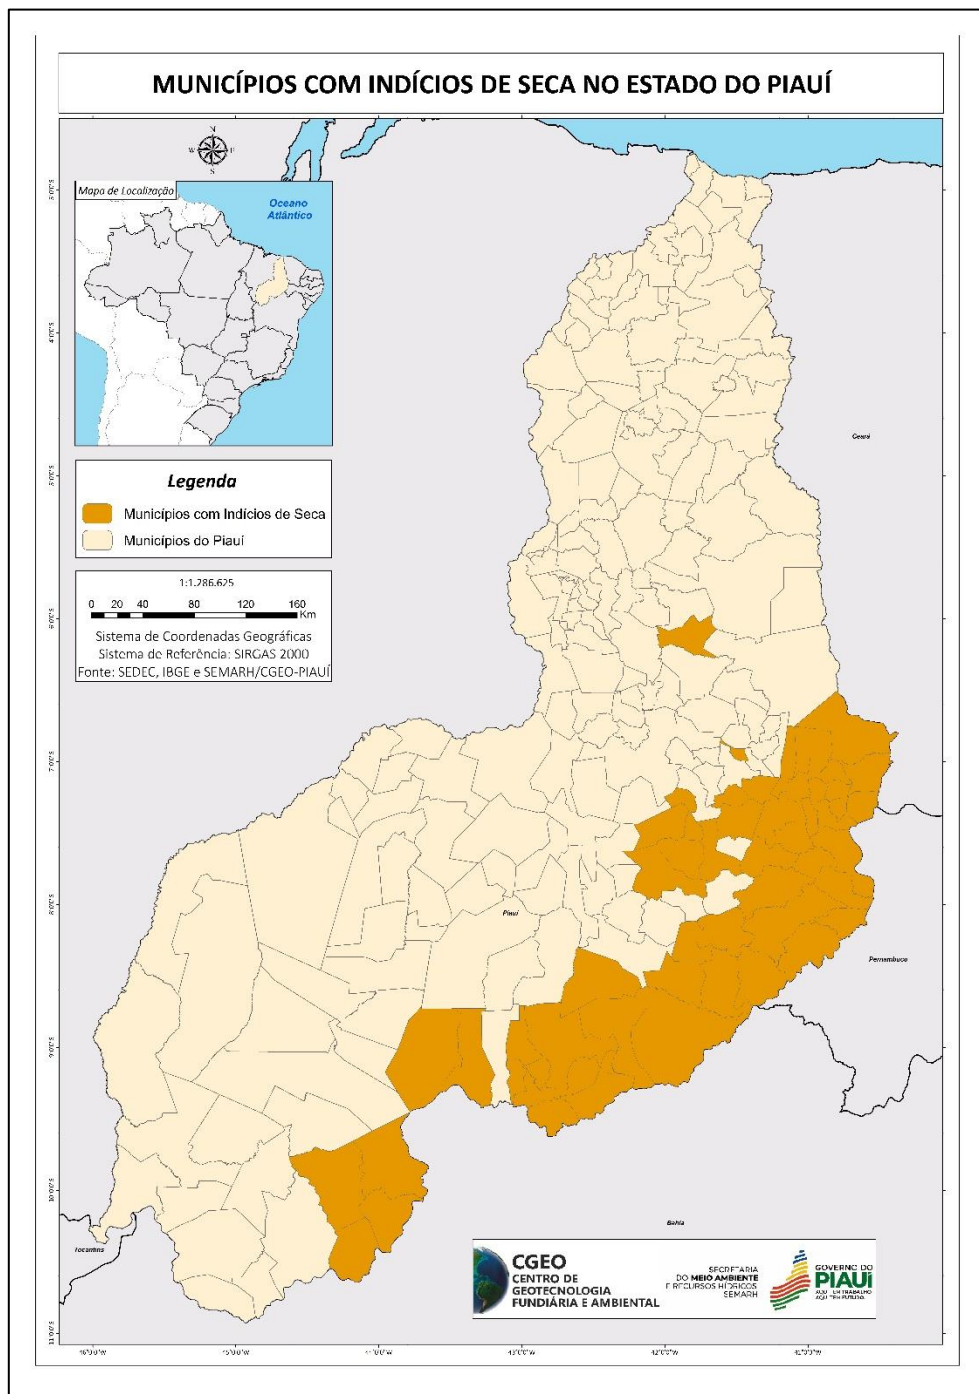 MUNICÍPIOS COM INDÍCIOS DE SECA NO ESTADO DO PIAUÍ
N
S
Mapa de Localização
Oceano
Atlântico
Legenda
Municípios com Indícios de Seca
Municípios do Piauí
1:1.286.625
0 20 40 80 120 160
Km
Sistema de Coordenadas Geográficas
Sistema de Referência: SIRGAS 2000
Fonte: SEDEC, IBGE e SEMARH/CGEO-PIAUÍ
Ceará
Piauí
Pernambuco
Bahia
Tocantins
CGEO
CENTRO DE
GEOTECNOLOGIA
FUNDIÁRIA E AMBIENTAL
SECRETARIA
DO MEIO AMBIENTE
E RECURSOS HÍDRICOS
SEMARH
GOVERNO DO
PIAUÍ